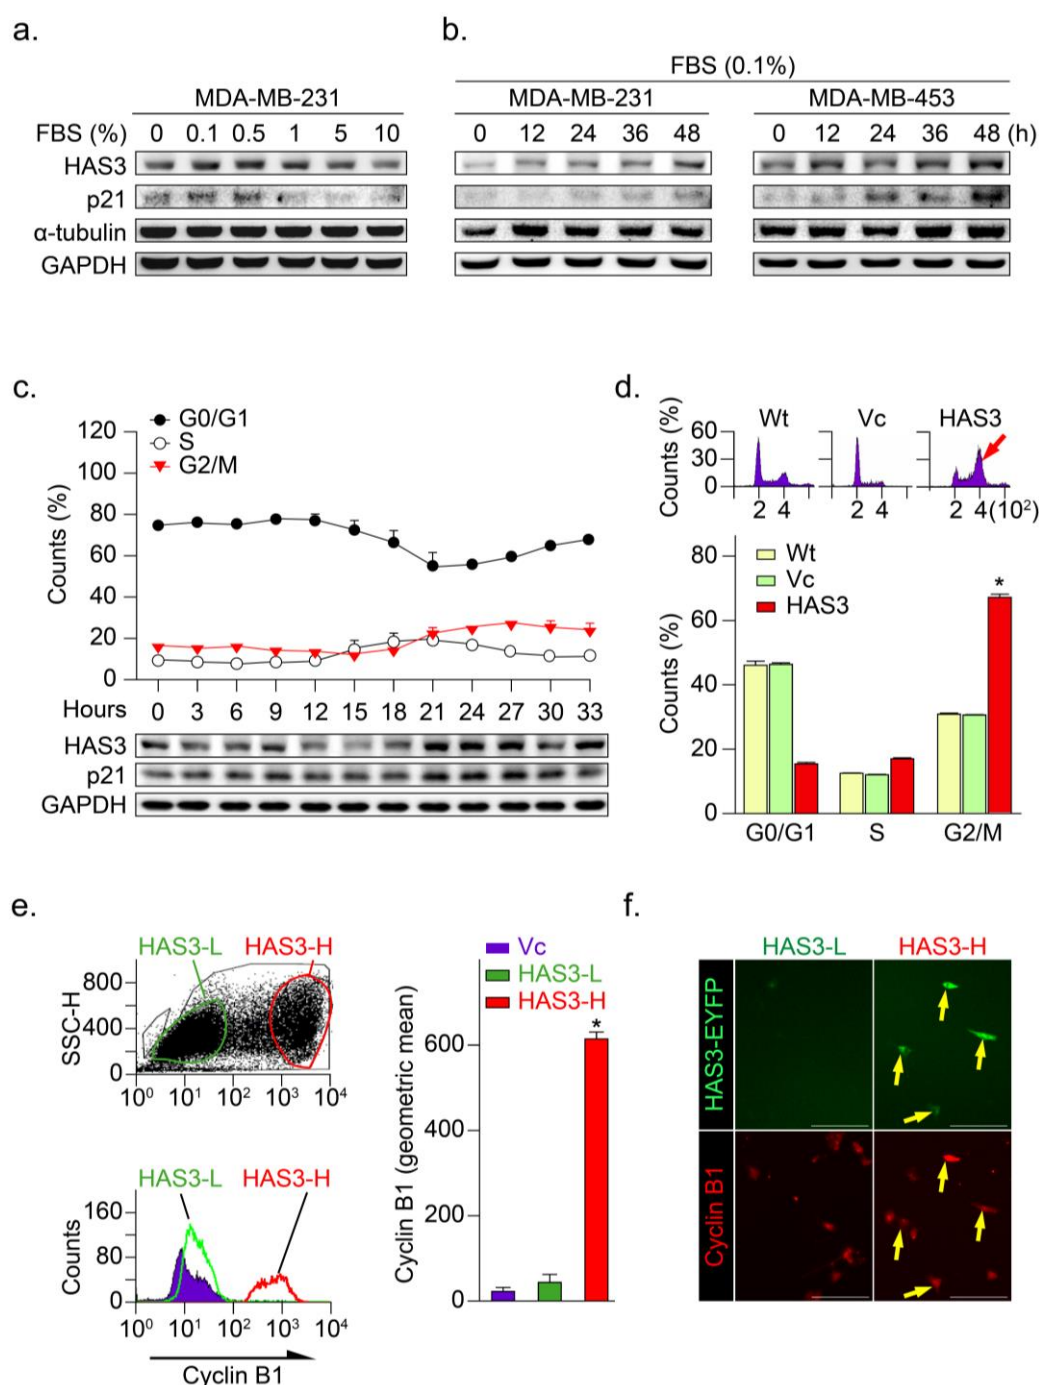 a.
MDA-MB-231
FBS (%) 0 0.1 0.5 1 5 10
HAS3
p21
α-tubulin
GAPDH
b.
FBS (0.1%)
MDA-MB-231 MDA-MB-453
0 12 24 36 48 0 12 24 36 48 (h)
c.
G0/G1
S
G2/M
Counts (%)
120
100
80
60
40
20
0
Hours 0 3 6 9 12 15 18 21 24 27 30 33
HAS3
p21
GAPDH
d.
Wt Vc HAS3
Counts (%)
60
30
0
2 4 2 4 2 4 (10²)
Wt
Vc
HAS3
*
Counts (%)
80
60
40
20
0
G0/G1 S G2/M
e.
HAS3-L HAS3-H
SSC-H
800
400
0
10⁰ 10¹ 10² 10³ 10⁴
HAS3-L HAS3-H
Counts
160
80
0
10⁰ 10¹ 10² 10³ 10⁴
Cyclin B1
Vc
HAS3-L
HAS3-H
*
Cyclin B1 (geometric mean)
600
400
200
0
f.
HAS3-L HAS3-H
HAS3-EYFP
Cyclin B1